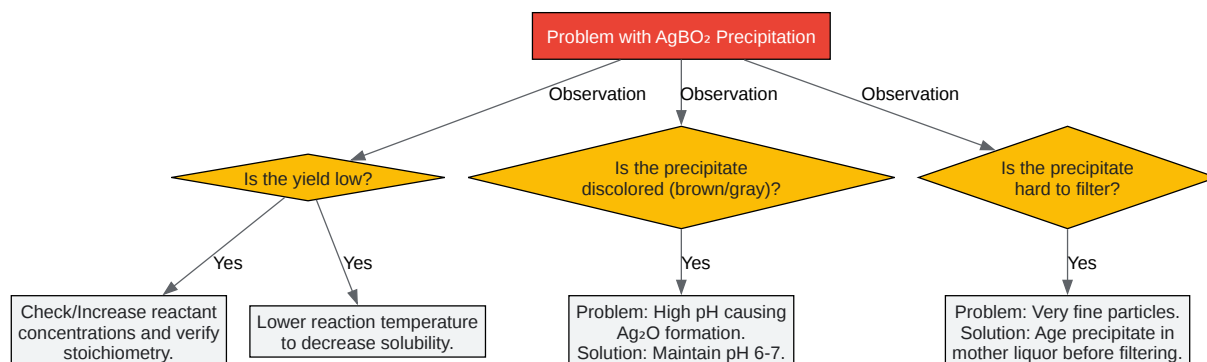 Problem with AgBO₂ Precipitation
Observation
Observation
Observation
Is the yield low?
Is the precipitate
discolored (brown/gray)?
Is the precipitate
hard to filter?
Yes
Yes
Yes
Yes
Check/Increase reactant
concentrations and verify
stoichiometry.
Lower reaction temperature
to decrease solubility.
Problem: High pH causing
Ag₂O formation.
Solution: Maintain pH 6-7.
Problem: Very fine particles.
Solution: Age precipitate in
mother liquor before filtering.